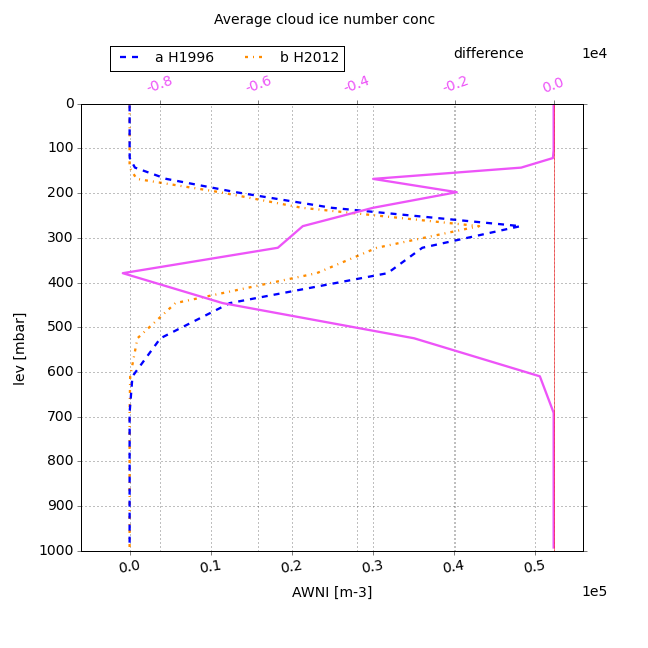 Average cloud ice number conc
a H1996 b H2012 difference 1e4
-0.8 -0.6 -0.4 -0.2 0.0
0
100
200
300
400
500
600
700
800
900
1000
lev [mbar]
0.0 0.1 0.2 0.3 0.4 0.5
AWNI [m-3] 1e5